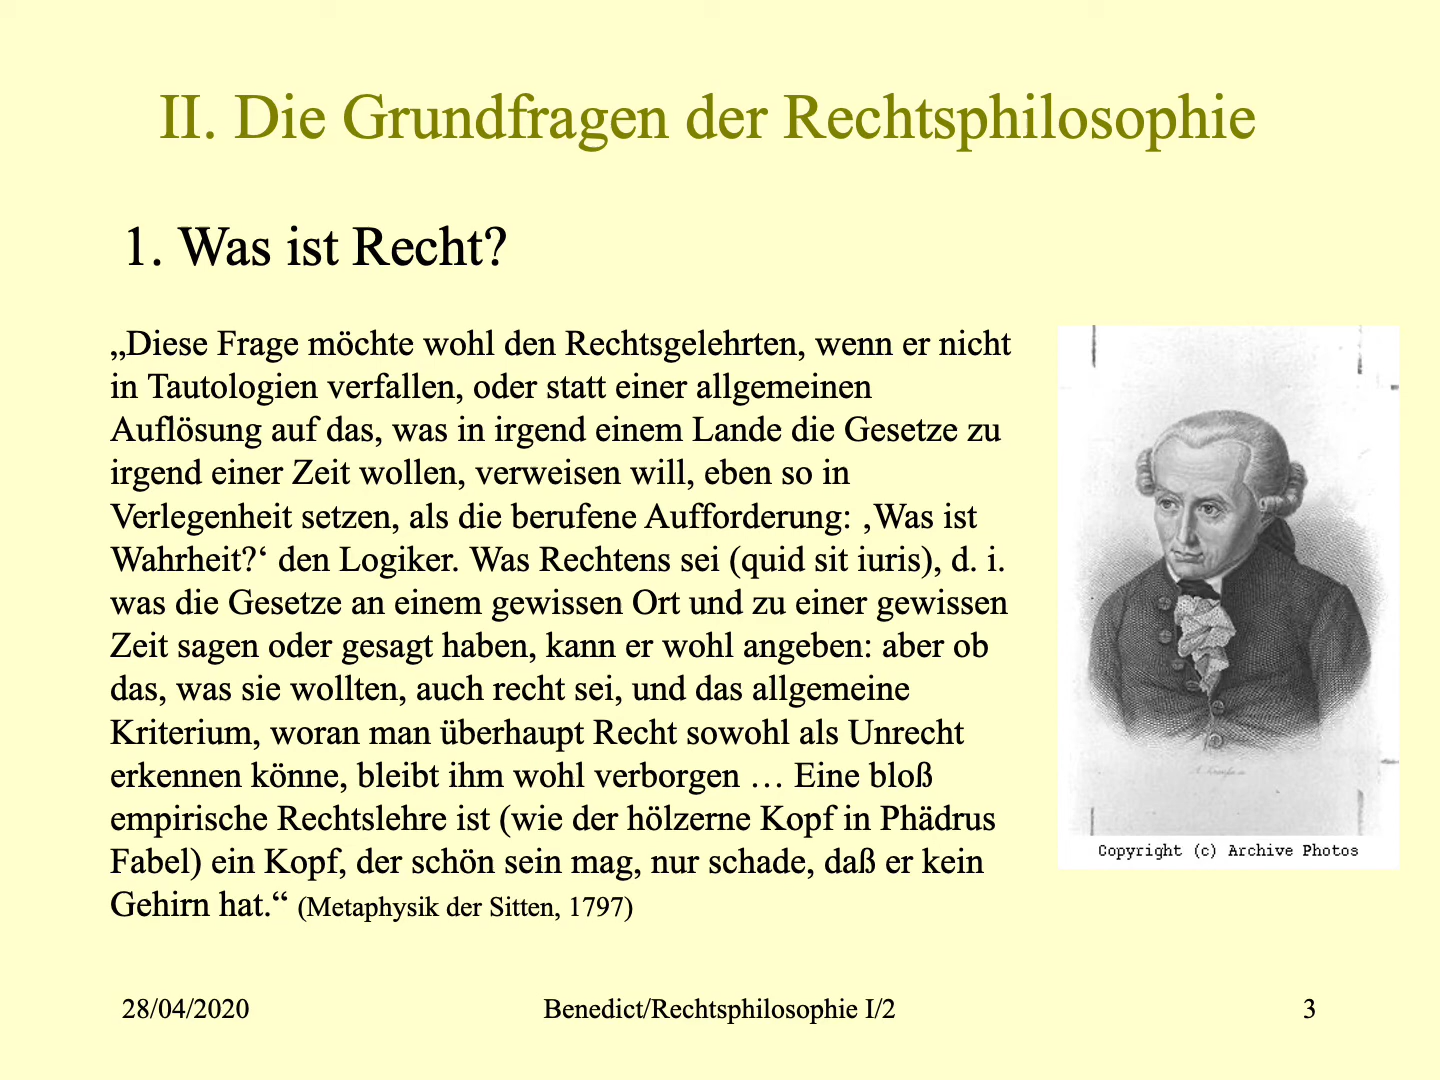 II. Die Grundfragen der Rechtsphilosophie
1. Was ist Recht?
„Diese Frage möchte wohl den Rechtsgelehrten, wenn er nicht
in Tautologien verfallen, oder statt einer allgemeinen
Auflösung auf das, was in irgend einem Lande die Gesetze zu
irgend einer Zeit wollen, verweisen will, eben so in
Verlegenheit setzen, als die berufene Aufforderung: ‚Was ist
Wahrheit?‘ den Logiker. Was Rechtens sei (quid sit iuris), d. i.
was die Gesetze an einem gewissen Ort und zu einer gewissen
Zeit sagen oder gesagt haben, kann er wohl angeben: aber ob
das, was sie wollten, auch recht sei, und das allgemeine
Kriterium, woran man überhaupt Recht sowohl als Unrecht
erkennen könne, bleibt ihm wohl verborgen … Eine bloß
empirische Rechtslehre ist (wie der hölzerne Kopf in Phädrus
Fabel) ein Kopf, der schön sein mag, nur schade, daß er kein
Gehirn hat.“ (Metaphysik der Sitten, 1797)
Copyright (c) Archive Photos
28/04/2020
Benedict/Rechtsphilosophie I/2
3